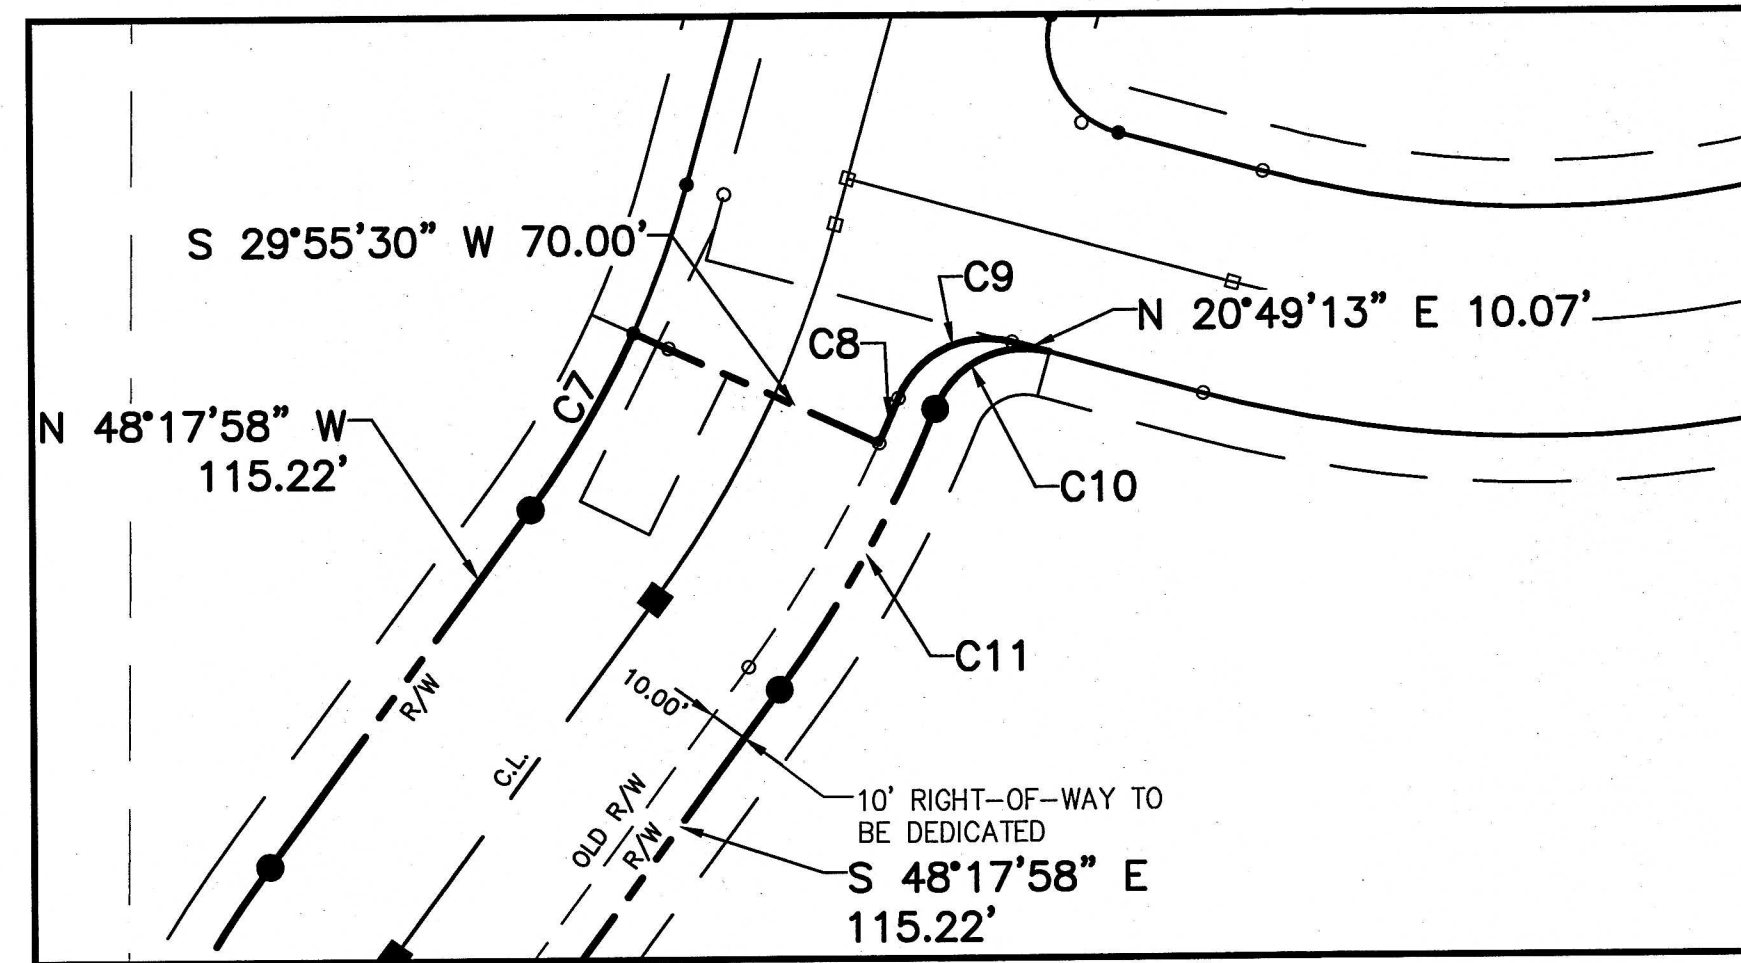 S 29°55'30" W 70.00'
C9
N 20°49'13" E 10.07'
C8
C7
N 48°17'58" W
115.22'
C10
C11
R/W
10.00'
C.L.
OLD R/W
R/W
10' RIGHT-OF-WAY TO
BE DEDICATED
S 48°17'58" E
115.22'